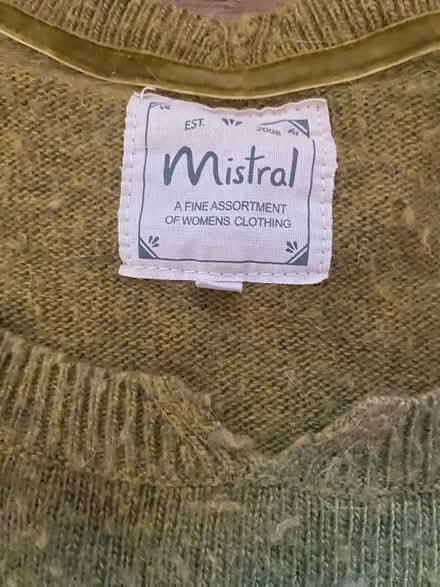 EST. 2008
Mistral
A FINE ASSORTMENT
OF WOMENS CLOTHING